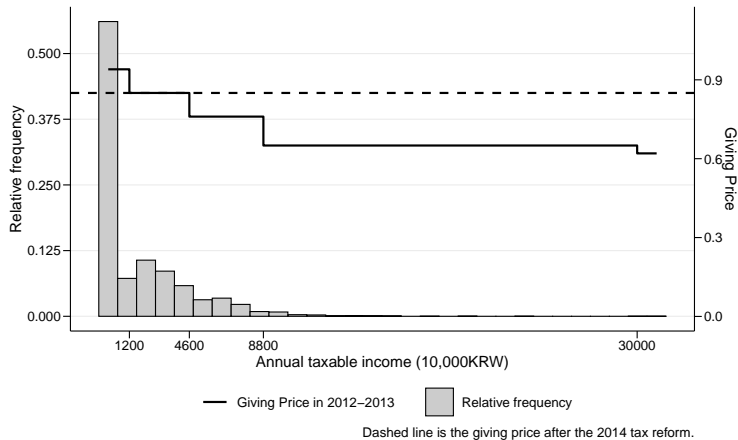 0.500
0.375
0.250
0.125
0.000
Relative frequency
0.9
0.6
0.3
0.0
Giving Price
1200
4600
8800
30000
Annual taxable income (10,000KRW)
Giving Price in 2012−2013
Relative frequency
Dashed line is the giving price after the 2014 tax reform.